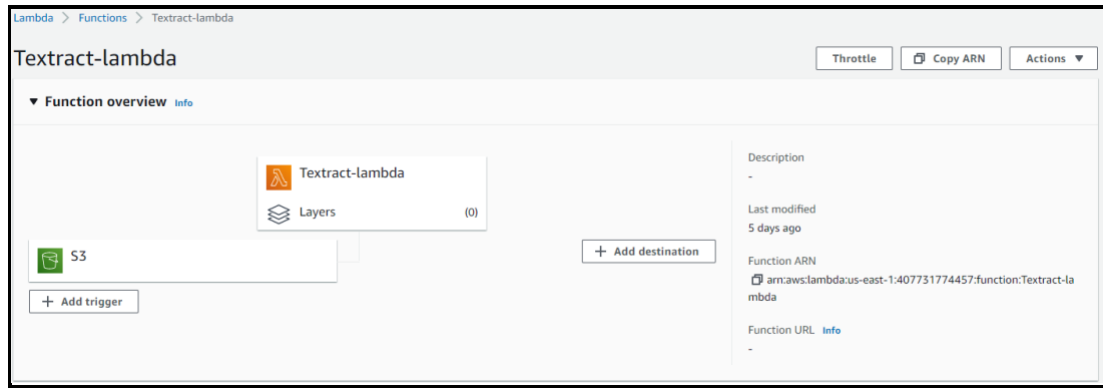 Lambda > Functions > Textract-lambda
Textract-lambda
Throttle
Copy ARN
Actions ▼
▼ Function overview Info
Textract-lambda
Layers (0)
S3
+ Add trigger
+ Add destination
Description
-
Last modified
5 days ago
Function ARN
arn:aws:lambda:us-east-1:407731774457:function:Textract-la
mbda
Function URL Info
-